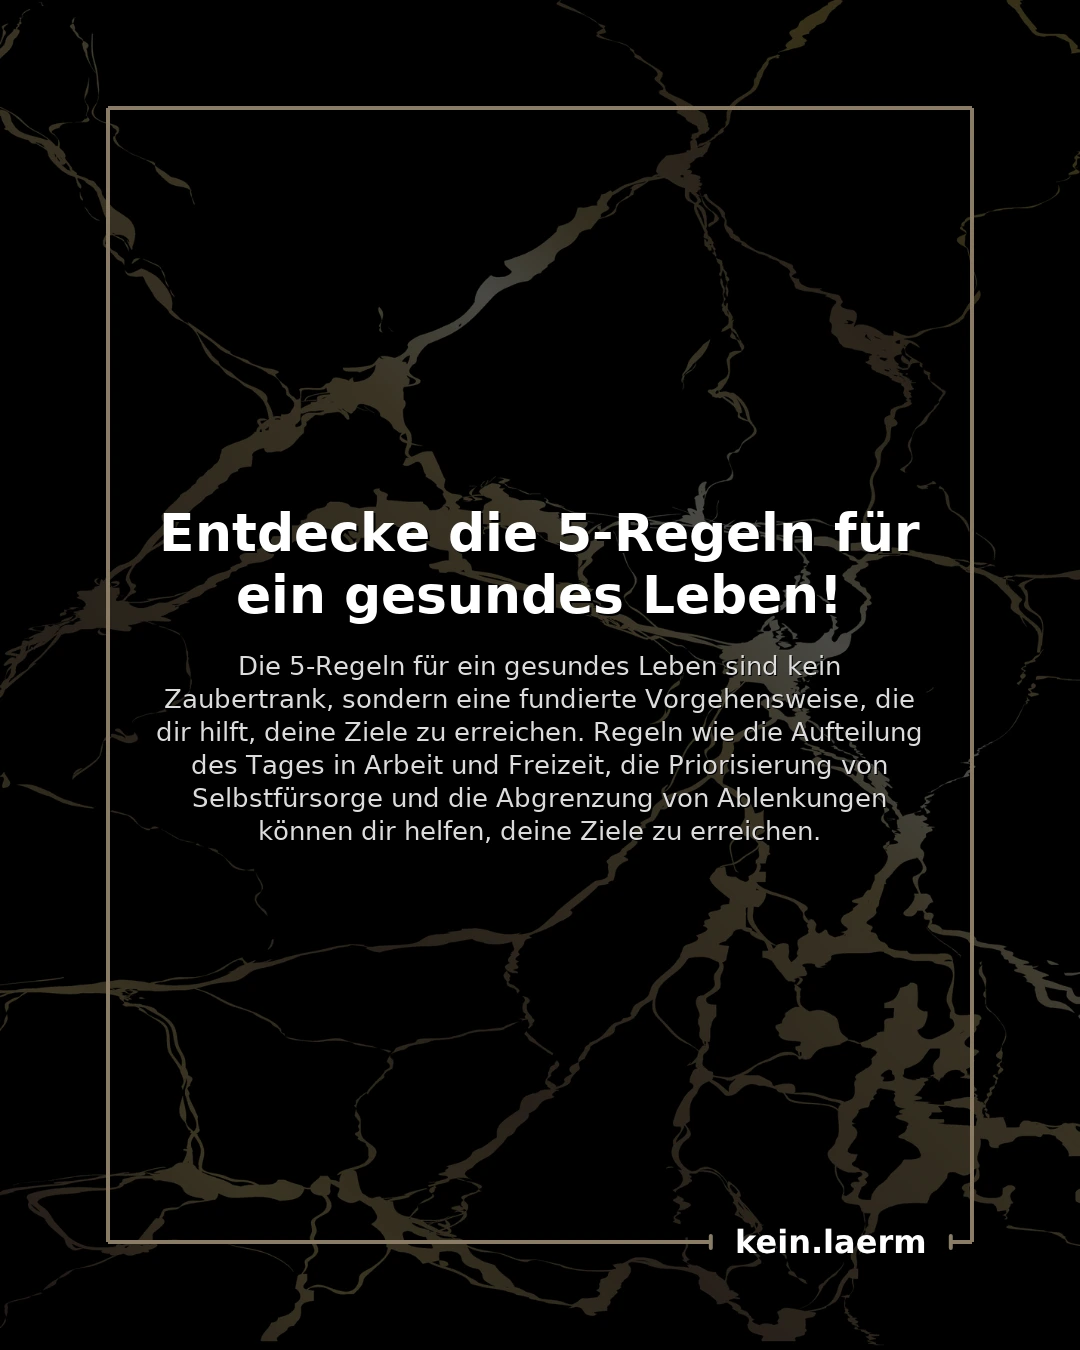 Entdecke die 5-Regeln für
ein gesundes Leben!
Die 5-Regeln für ein gesundes Leben sind kein
Zaubertrank, sondern eine fundierte Vorgehensweise, die
dir hilft, deine Ziele zu erreichen. Regeln wie die Aufteilung
des Tages in Arbeit und Freizeit, die Priorisierung von
Selbstfürsorge und die Abgrenzung von Ablenkungen
können dir helfen, deine Ziele zu erreichen.
kein.laerm